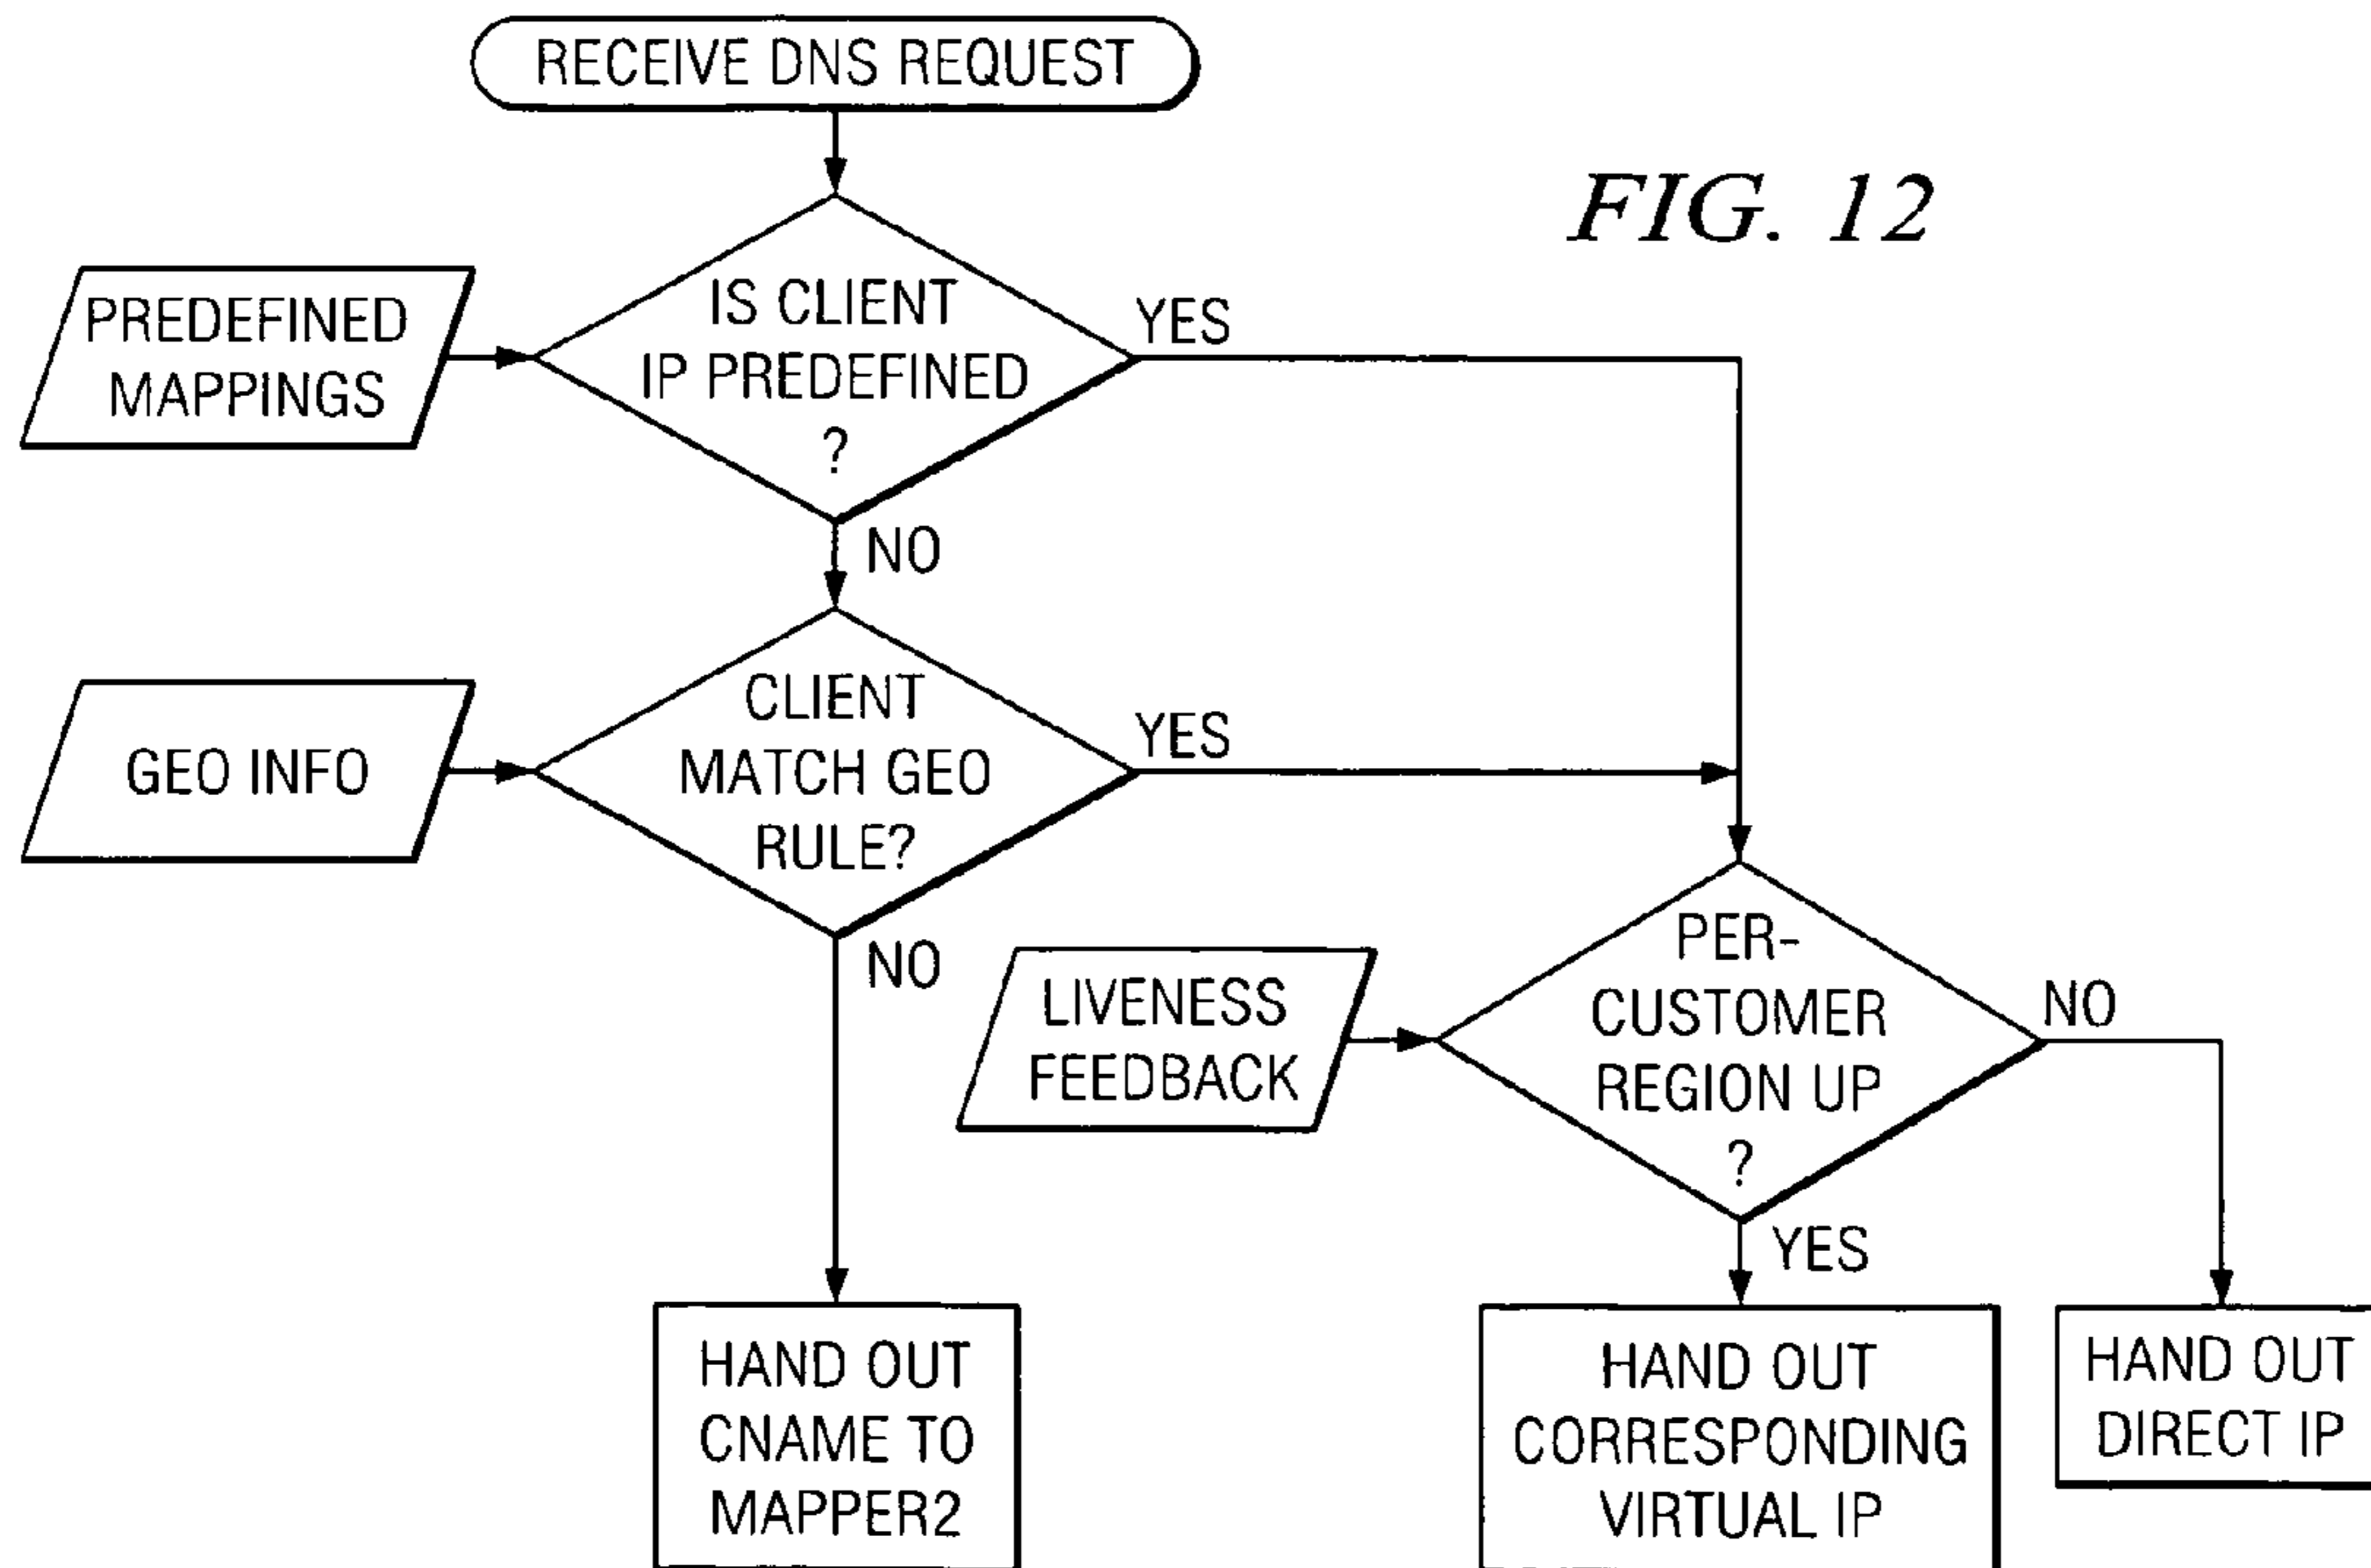 RECEIVE DNS REQUEST
FIG. 12
PREDEFINED
MAPPINGS
IS CLIENT
IP PREDEFINED
?
YES
NO
GEO INFO
CLIENT
MATCH GEO
RULE?
YES
NO
LIVENESS
FEEDBACK
PER-
CUSTOMER
REGION UP
?
NO
YES
HAND OUT
CNAME TO
MAPPER2
HAND OUT
CORRESPONDING
VIRTUAL IP
HAND OUT
DIRECT IP